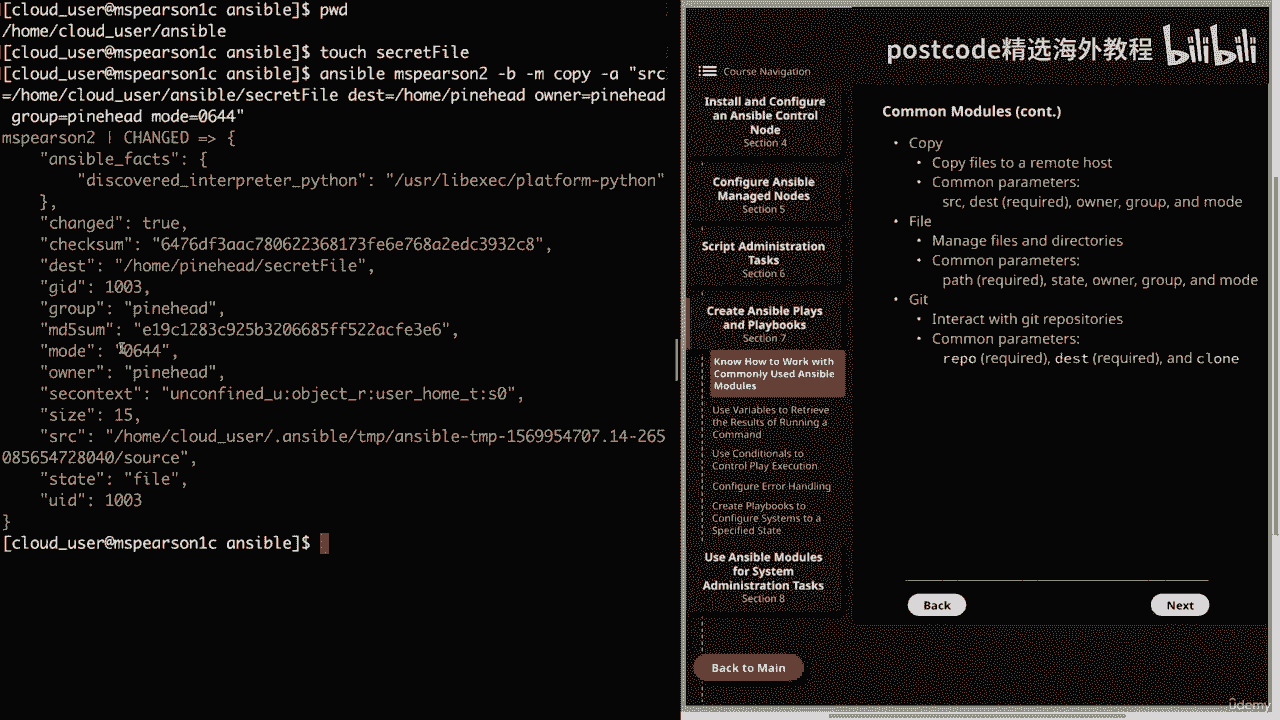 [cloud_user@mspearson1c ansible]$ pwd
/home/cloud_user/ansible
[cloud_user@mspearson1c ansible]$ touch secretFile
[cloud_user@mspearson1c ansible]$ ansible mspearson2 -b -m copy -a "src
=/home/cloud_user/ansible/secretFile dest=/home/pinehead owner=pinehead
group=pinehead mode=0644"
mspearson2 | CHANGED => {
    "ansible_facts": {
        "discovered_interpreter_python": "/usr/libexec/platform-python"
    },
    "changed": true,
    "checksum": "6476df3aac780622368173fe6e768a2edc3932c8",
    "dest": "/home/pinehead/secretFile",
    "gid": 1003,
    "group": "pinehead",
    "md5sum": "e19c1283c925b3206685ff522acfe3e6",
    "mode": "0644",
    "owner": "pinehead",
    "secontext": "unconfined_u:object_r:user_home_t:s0",
    "size": 15,
    "src": "/home/cloud_user/.ansible/tmp/ansible-tmp-1569954707.14-265
085654728040/source",
    "state": "file",
    "uid": 1003
}
[cloud_user@mspearson1c ansible]$
postcode精选海外教程 bilibili
Course Navigation
Install and Configure
an Ansible Control
Node
Section 4
Configure Ansible
Managed Nodes
Section 5
Script Administration
Tasks
Section 6
Create Ansible Plays
and Playbooks
Section 7
Know How to Work with
Commonly Used Ansible
Modules
Use Variables to Retrieve
the Results of Running a
Command
Use Conditionals to
Control Play Execution
Configure Error Handling
Create Playbooks to
Configure Systems to a
Specified State
Use Ansible Modules
for System
Administration Tasks
Section 8
Back to Main
Common Modules (cont.)
• Copy
• Copy files to a remote host
• Common parameters:
src, dest (required), owner, group, and mode
• File
• Manage files and directories
• Common parameters:
path (required), state, owner, group, and mode
• Git
• Interact with git repositories
• Common parameters:
repo (required), dest (required), and clone
Back
Next
ûdemy